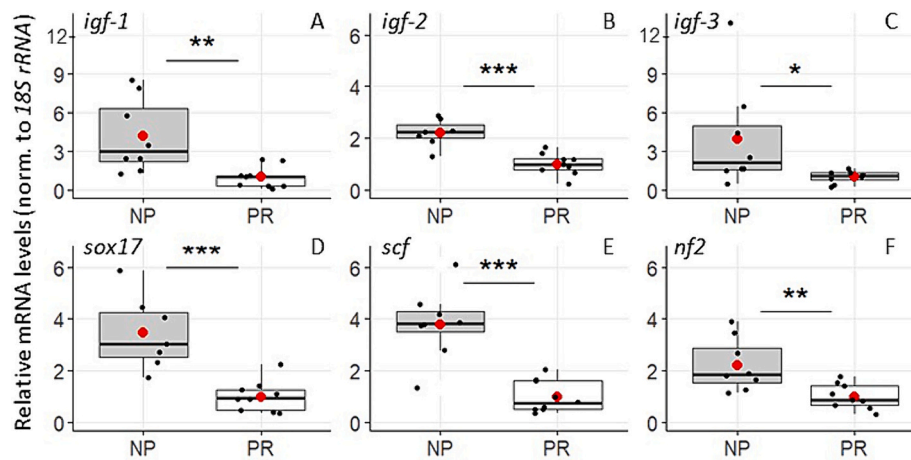 Relative mRNA levels (norm. to 18S rRNA)
igf-1 A
**
12
9
6
3
0
NP PR
igf-2 B
***
6
4
2
0
NP PR
igf-3 C
*
12
9
6
3
0
NP PR
sox17 D
***
6
4
2
0
NP PR
scf E
***
6
4
2
0
NP PR
nf2 F
**
6
4
2
0
NP PR